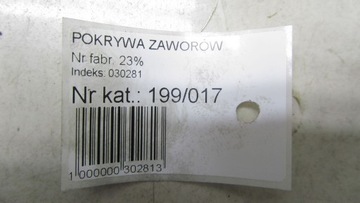 POKRYWA ZAWORÓW
Nr fabr. 23%
Indeks: 030281
Nr kat.: 199/017
1 000000 302813